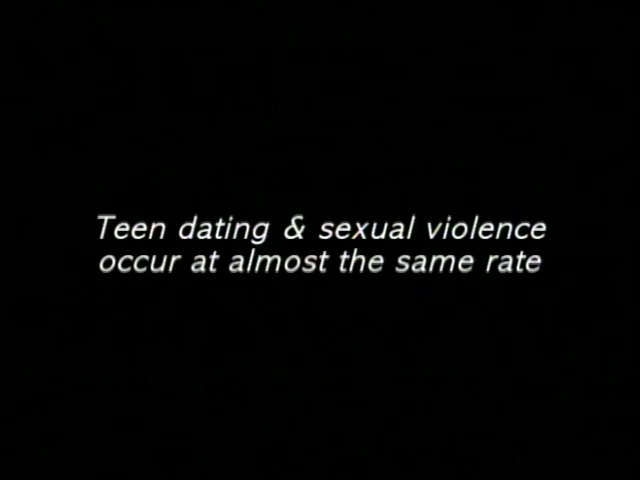 Teen dating & sexual violence
occur at almost the same rate